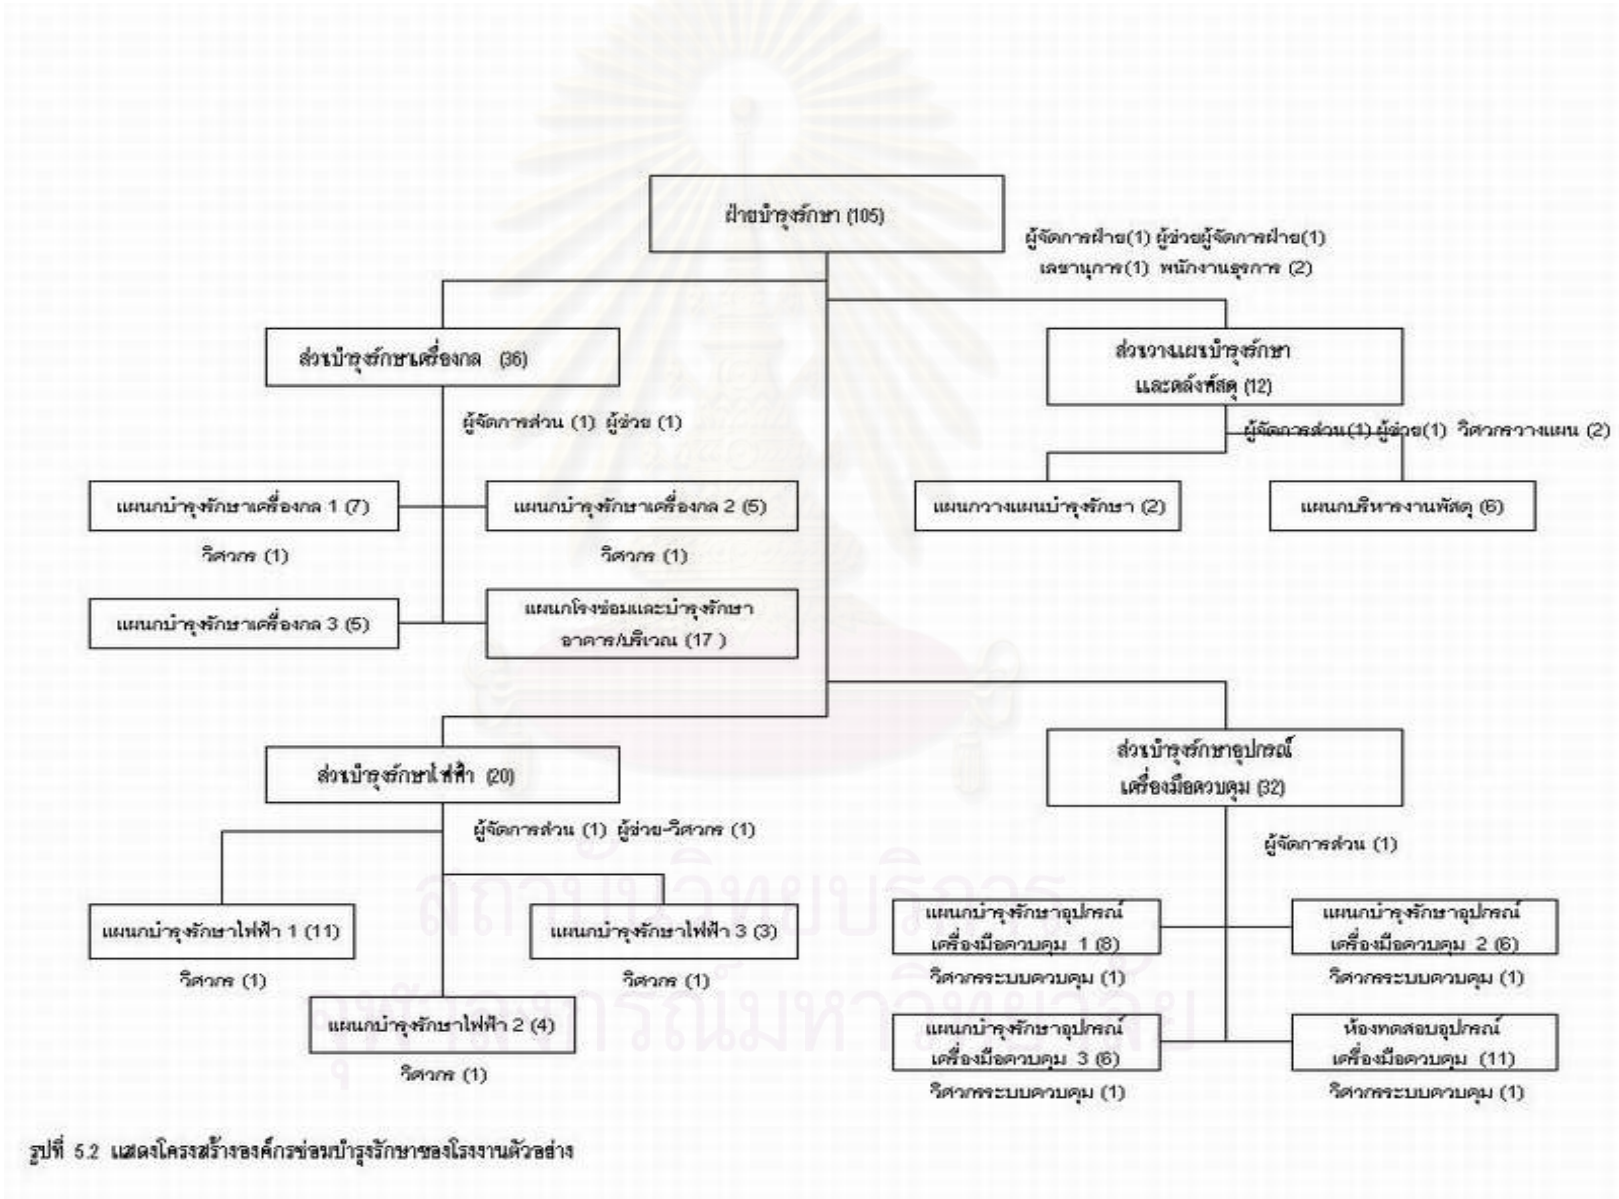 ฝ่ายบำรุงรักษา (105)
ผู้จัดการฝ่าย(1) ผู้ช่วยผู้จัดการฝ่าย(1)
เลขานุการ(1) พนักงานธุรการ (2)
ส่วนบำรุงรักษาเครื่องกล (36)
ผู้จัดการส่วน (1) ผู้ช่วย (1)
ส่วนวางแผนบำรุงรักษา
และคลังพัสดุ (12)
ผู้จัดการส่วน(1) ผู้ช่วย(1) วิศวกรวางแผน (2)
แผนกบำรุงรักษาเครื่องกล 1 (7)
วิศวกร (1)
แผนกบำรุงรักษาเครื่องกล 2 (5)
วิศวกร (1)
แผนกวางแผนบำรุงรักษา (2)
แผนกบริหารงานพัสดุ (6)
แผนกบำรุงรักษาเครื่องกล 3 (5)
แผนกโรงซ่อมและบำรุงรักษา
อาคาร/บริเวณ (17 )
ส่วนบำรุงรักษาไฟฟ้า (20)
ผู้จัดการส่วน (1) ผู้ช่วย-วิศวกร (1)
ส่วนบำรุงรักษาอุปกรณ์
เครื่องมือควบคุม (32)
ผู้จัดการส่วน (1)
แผนกบำรุงรักษาไฟฟ้า 1 (11)
วิศวกร (1)
แผนกบำรุงรักษาไฟฟ้า 3 (3)
วิศวกร (1)
แผนกบำรุงรักษาไฟฟ้า 2 (4)
วิศวกร (1)
แผนกบำรุงรักษาอุปกรณ์
เครื่องมือควบคุม 1 (8)
วิศวกรระบบควบคุม (1)
แผนกบำรุงรักษาอุปกรณ์
เครื่องมือควบคุม 2 (6)
วิศวกรระบบควบคุม (1)
แผนกบำรุงรักษาอุปกรณ์
เครื่องมือควบคุม 3 (6)
วิศวกรระบบควบคุม (1)
ห้องทดสอบอุปกรณ์
เครื่องมือควบคุม (11)
วิศวกรระบบควบคุม (1)
สถาบันวิทยบริการ
จุฬาลงกรณ์มหาวิทยาลัย
รูปที่ 5.2 แสดงโครงสร้างองค์กรซ่อมบำรุงรักษาของโรงงานตัวอย่าง